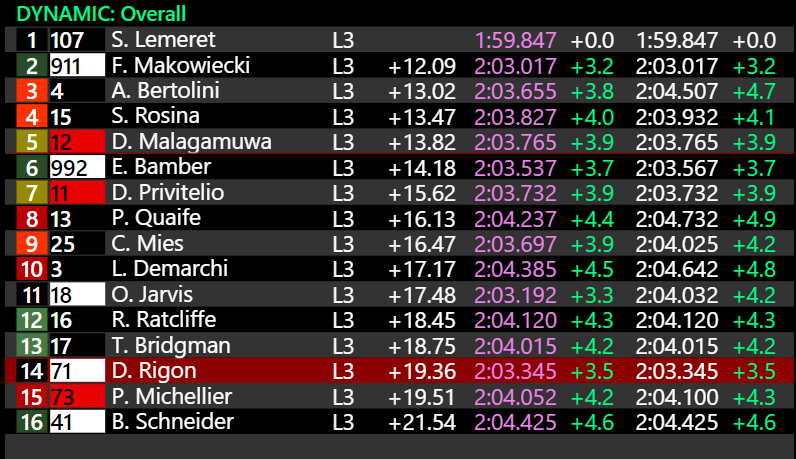 DYNAMIC: Overall
1 107 S. Lemeret L3 1:59.847 +0.0 1:59.847 +0.0
2 911 F. Makowiecki L3 +12.09 2:03.017 +3.2 2:03.017 +3.2
3 4 A. Bertolini L3 +13.02 2:03.655 +3.8 2:04.507 +4.7
4 15 S. Rosina L3 +13.47 2:03.827 +4.0 2:03.932 +4.1
5 12 D. Malagamuwa L3 +13.82 2:03.765 +3.9 2:03.765 +3.9
6 992 E. Bamber L3 +14.18 2:03.537 +3.7 2:03.567 +3.7
7 11 D. Privitelio L3 +15.62 2:03.732 +3.9 2:03.732 +3.9
8 13 P. Quaife L3 +16.13 2:04.237 +4.4 2:04.732 +4.9
9 25 C. Mies L3 +16.47 2:03.697 +3.9 2:04.025 +4.2
10 3 L. Demarchi L3 +17.17 2:04.385 +4.5 2:04.642 +4.8
11 18 O. Jarvis L3 +17.48 2:03.192 +3.3 2:04.032 +4.2
12 16 R. Ratcliffe L3 +18.45 2:04.120 +4.3 2:04.120 +4.3
13 17 T. Bridgman L3 +18.75 2:04.015 +4.2 2:04.015 +4.2
14 71 D. Rigon L3 +19.36 2:03.345 +3.5 2:03.345 +3.5
15 73 P. Michellier L3 +19.51 2:04.052 +4.2 2:04.100 +4.3
16 41 B. Schneider L3 +21.54 2:04.425 +4.6 2:04.425 +4.6